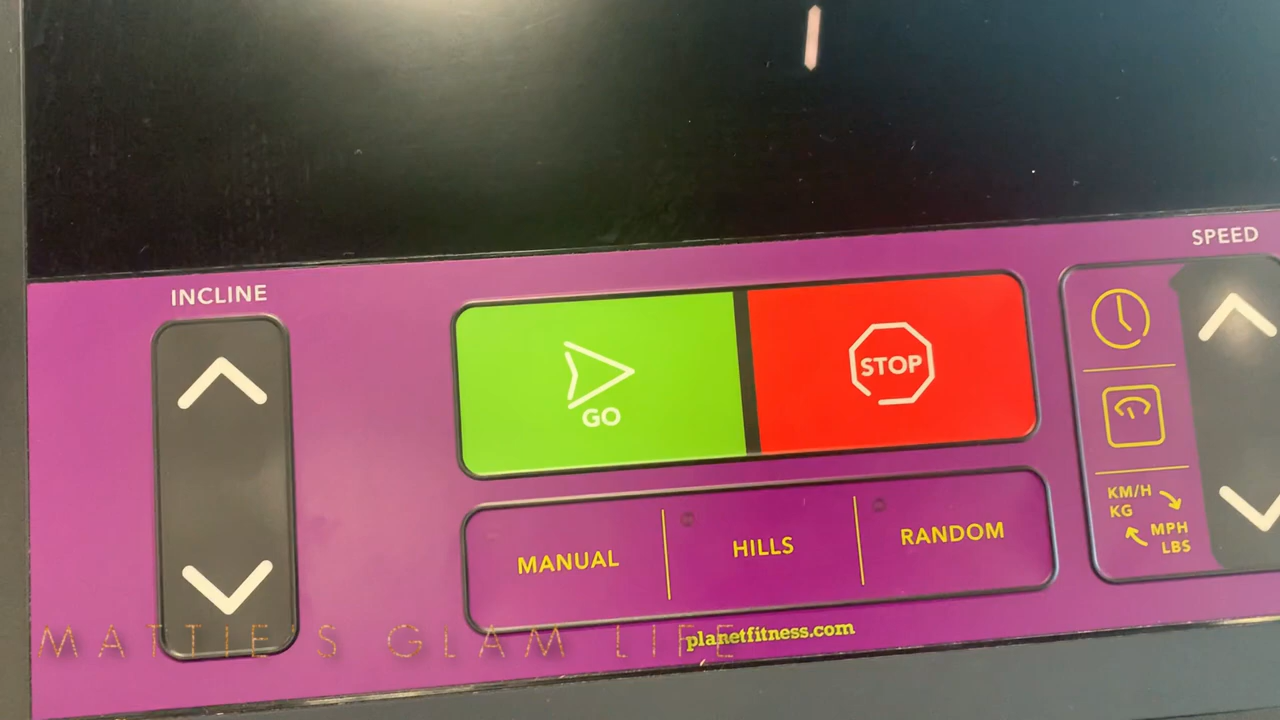 SPEED
INCLINE
STOP
GO
KM/H
KG
MPH
LBS
MANUAL
HILLS
RANDOM
planetfitness.com
MATTIE'S GLAM LIFE